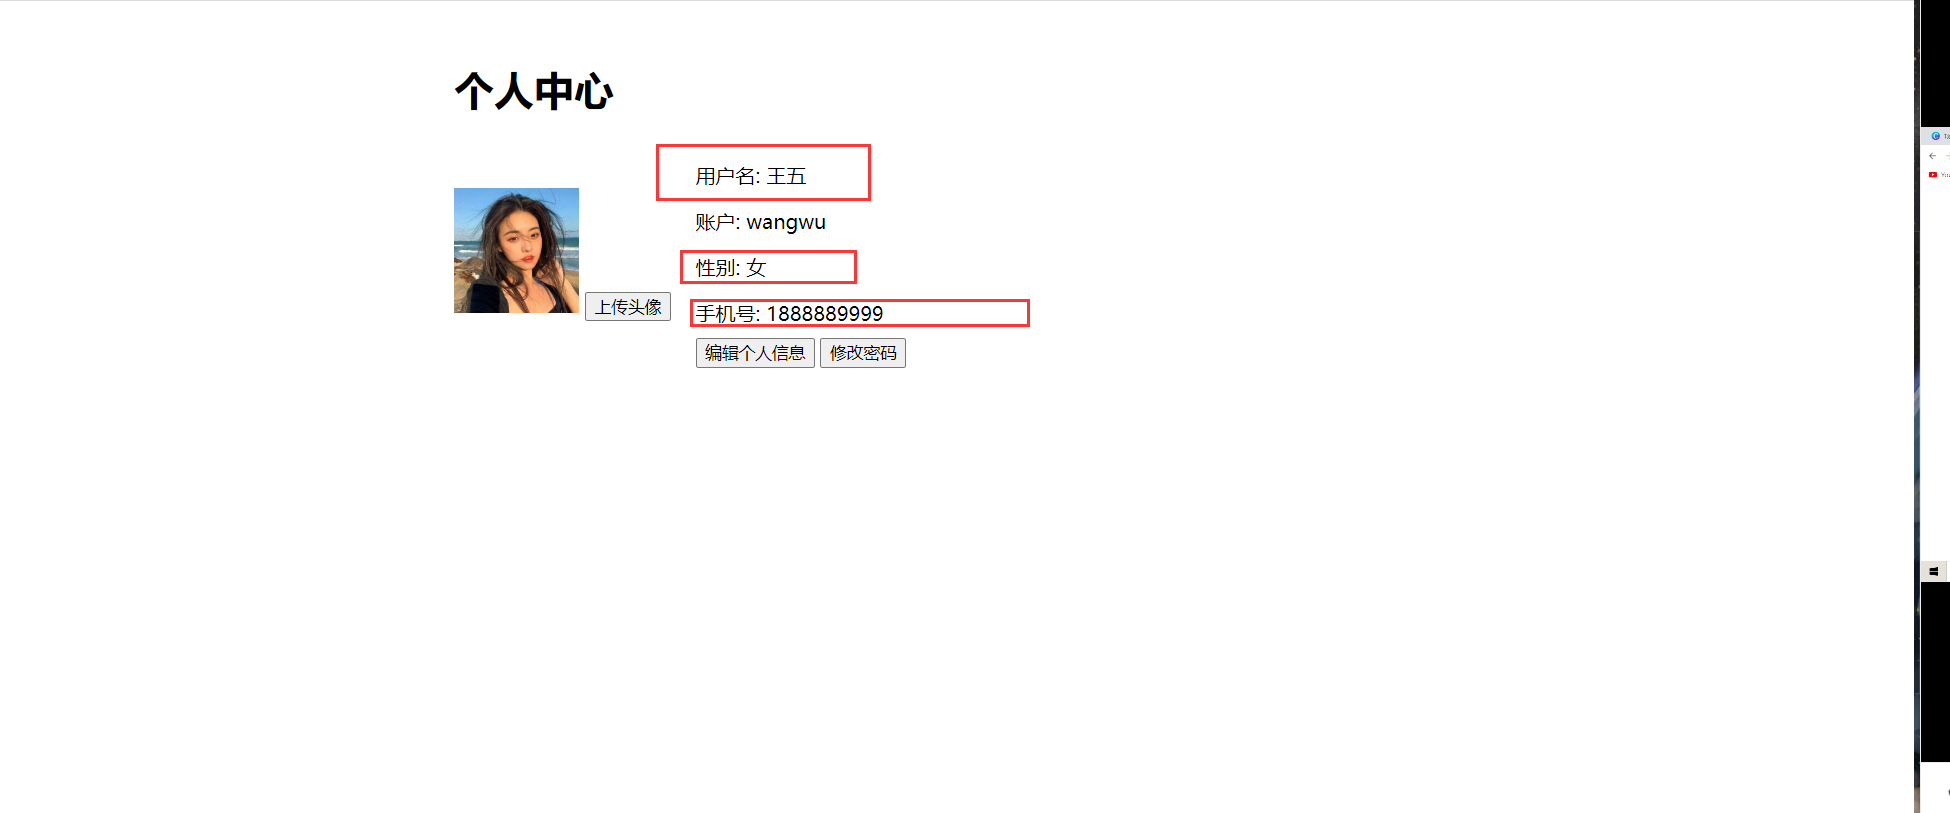 个人中心
用户名: 王五
账户: wangwu
性别: 女
上传头像
手机号: 1888889999
编辑个人信息 修改密码